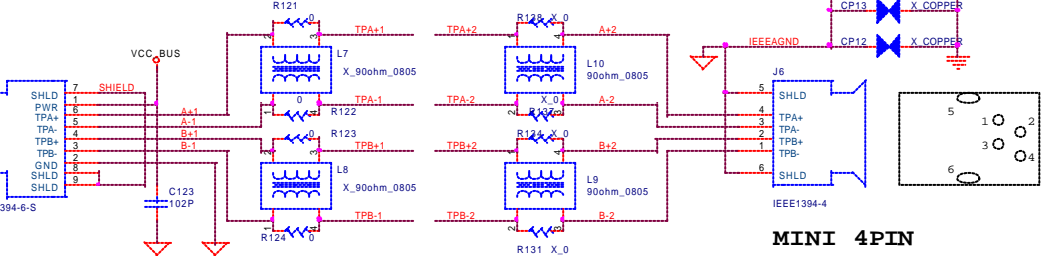 R121
0
TPA+1
TPA+2
R128 X_0
A+2
CP13
X_COPPER
VCC_BUS
L7
X_90ohm_0805
L10
90ohm_0805
IEEEAGND
CP12
X_COPPER
J6
7
SHLD
SHIELD
1
PWR
6
TPA+
A+1
5
TPA-
A-1
4
TPB+
B+1
3
TPB-
B-1
2
GND
8
SHLD
9
SHLD
394-6-S
0
R122
TPA-1
TPA-2
X_0
A-2
R123
0
TPB+1
TPB+2
R134 X_0
B+2
5
SHLD
4
TPA+
3
TPA-
2
TPB+
1
TPB-
6
SHLD
IEEE1394-4
5
1
2
3
4
6
C123
102P
L8
X_90ohm_0805
L9
90ohm_0805
TPB-1
TPB-2
B-2
R124
0
R131 X_0
MINI 4PIN